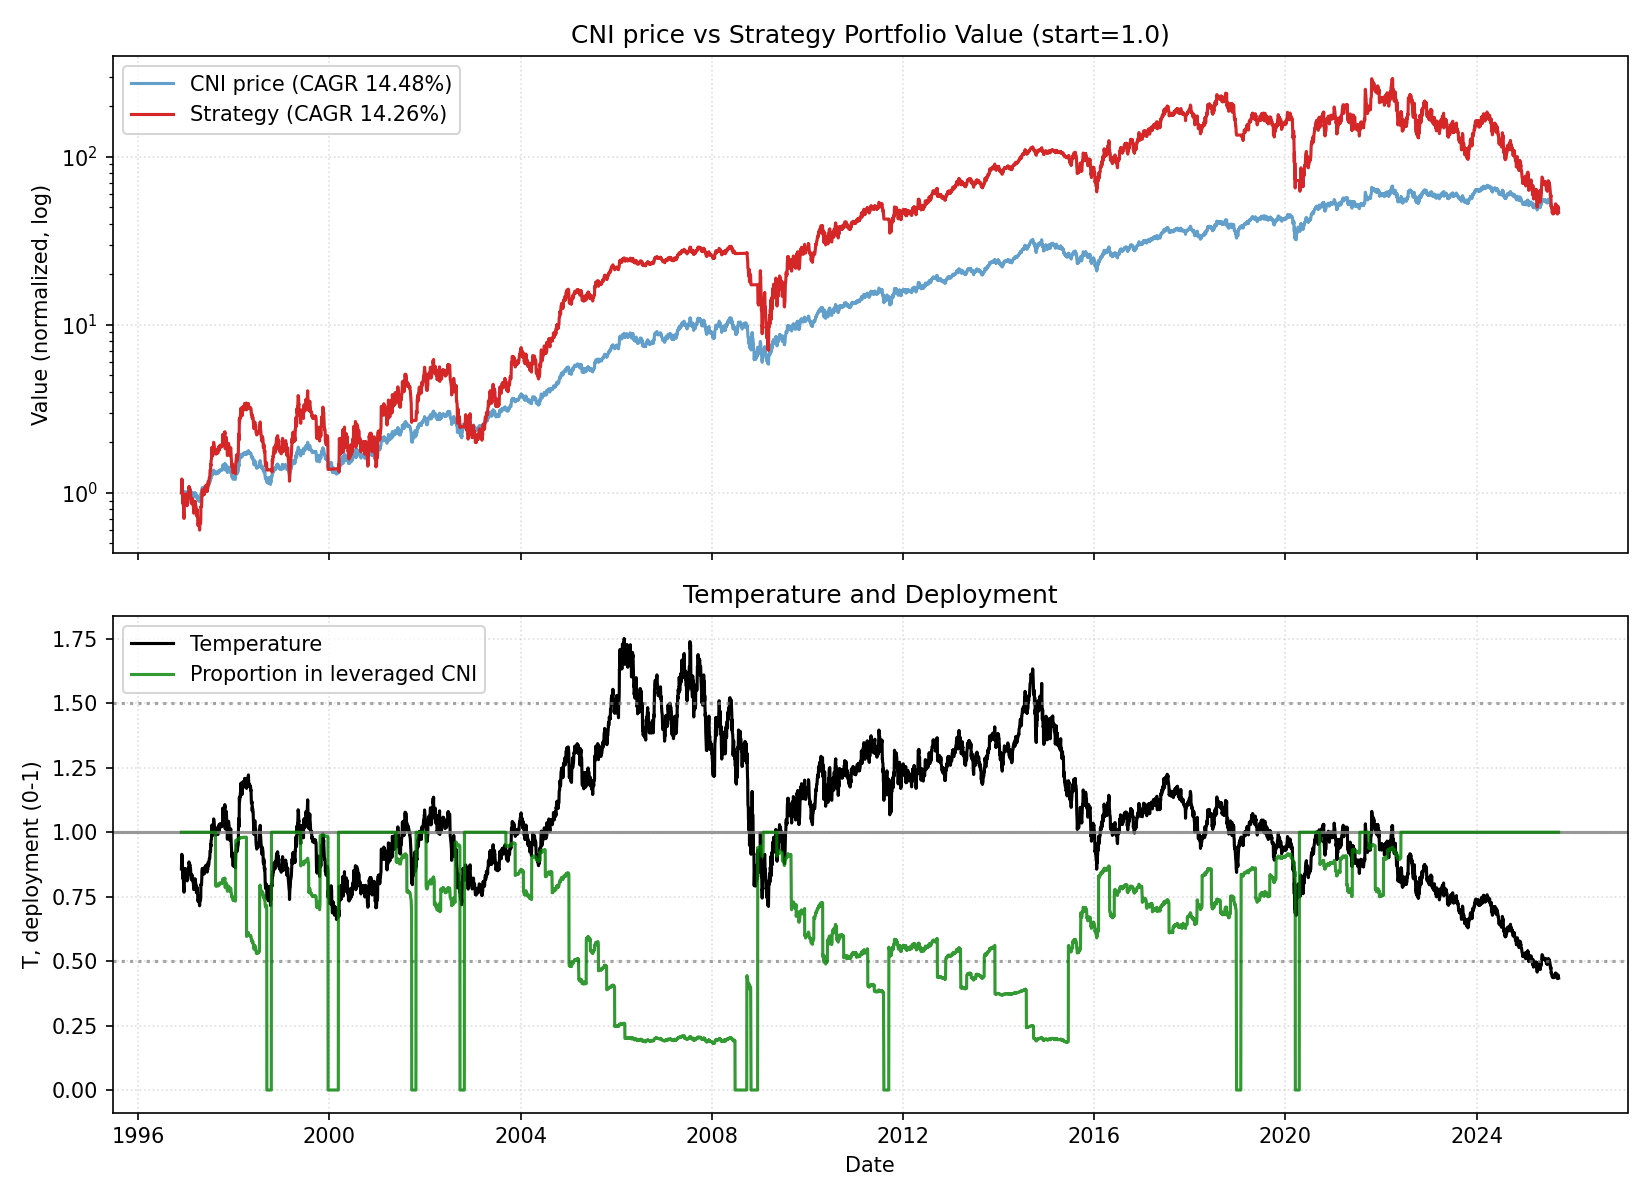 CNI price vs Strategy Portfolio Value (start=1.0)
CNI price (CAGR 14.48%)
Strategy (CAGR 14.26%)
Value (normalized, log)
10²
10¹
10⁰
Temperature and Deployment
Temperature
Proportion in leveraged CNI
T, deployment (0-1)
1.75
1.50
1.25
1.00
0.75
0.50
0.25
0.00
1996 2000 2004 2008 2012 2016 2020 2024
Date